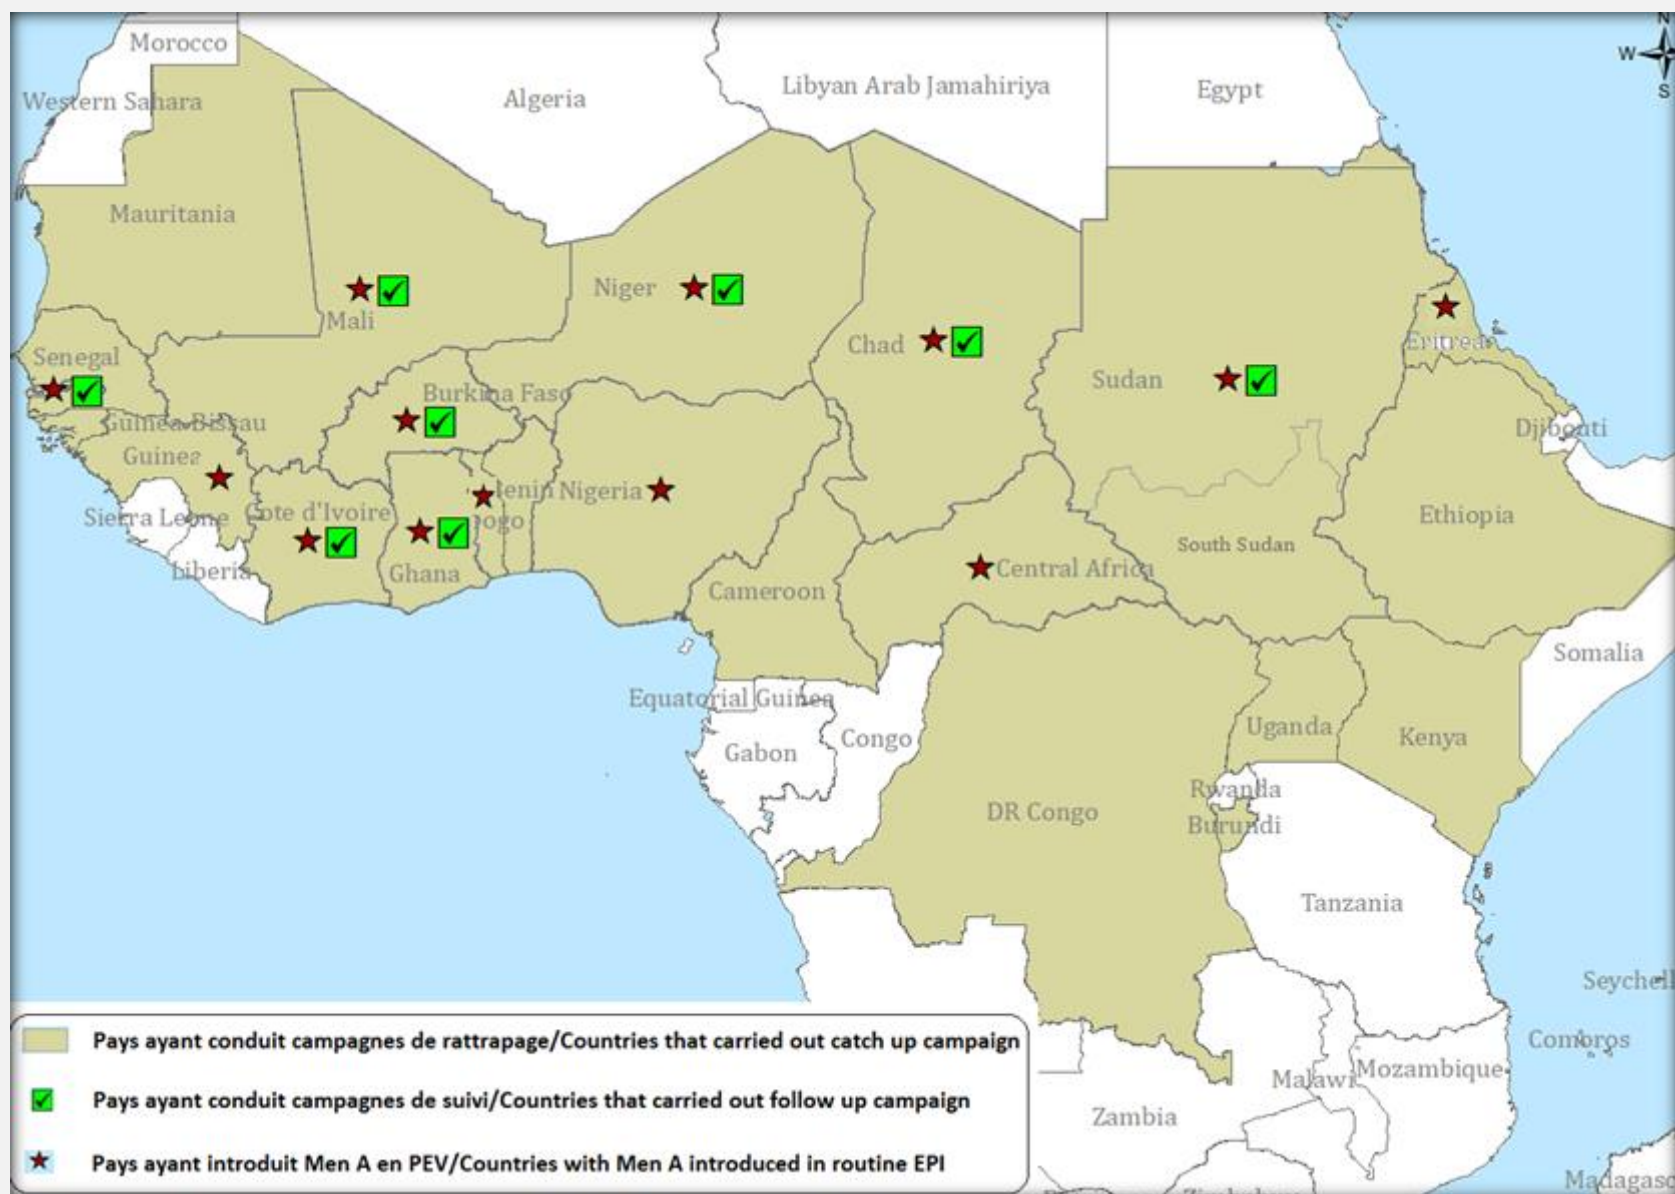 N
W
S
Morocco
Western Sahara
Algeria
Libyan Arab Jamahiriya
Egypt
Mauritania
Mali
Niger
Chad
Sudan
Eritrea
Senegal
Burkina Faso
Guinea-Bissau
Guinea
Djibouti
Sierra Leone
Cote d'Ivoire
enin
Nigeria
ogo
Ethiopia
Liberia
Ghana
South Sudan
Cameroon
Central Africa
Somalia
Equatorial Guinea
Gabon
Congo
Uganda
Kenya
DR Congo
Rwanda
Burundi
Tanzania
Seychell
Comoros
Malawi
Mozambique
Zambia
Madagasc
Pays ayant conduit campagnes de rattrapage/Countries that carried out catch up campaign
Pays ayant conduit campagnes de suivi/Countries that carried out follow up campaign
Pays ayant introduit Men A en PEV/Countries with Men A introduced in routine EPI